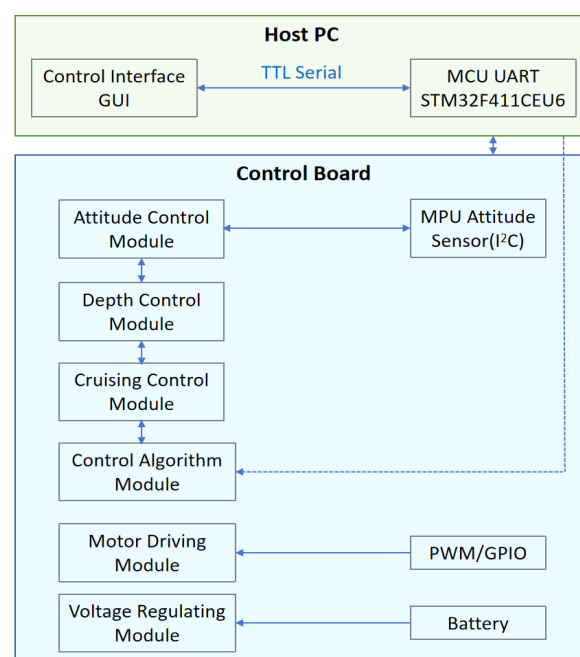 Host PC
Control Interface
GUI
TTL Serial
MCU UART
STM32F411CEU6
Control Board
Attitude Control
Module
MPU Attitude
Sensor(I²C)
Depth Control
Module
Cruising Control
Module
Control Algorithm
Module
Motor Driving
Module
PWM/GPIO
Voltage Regulating
Module
Battery